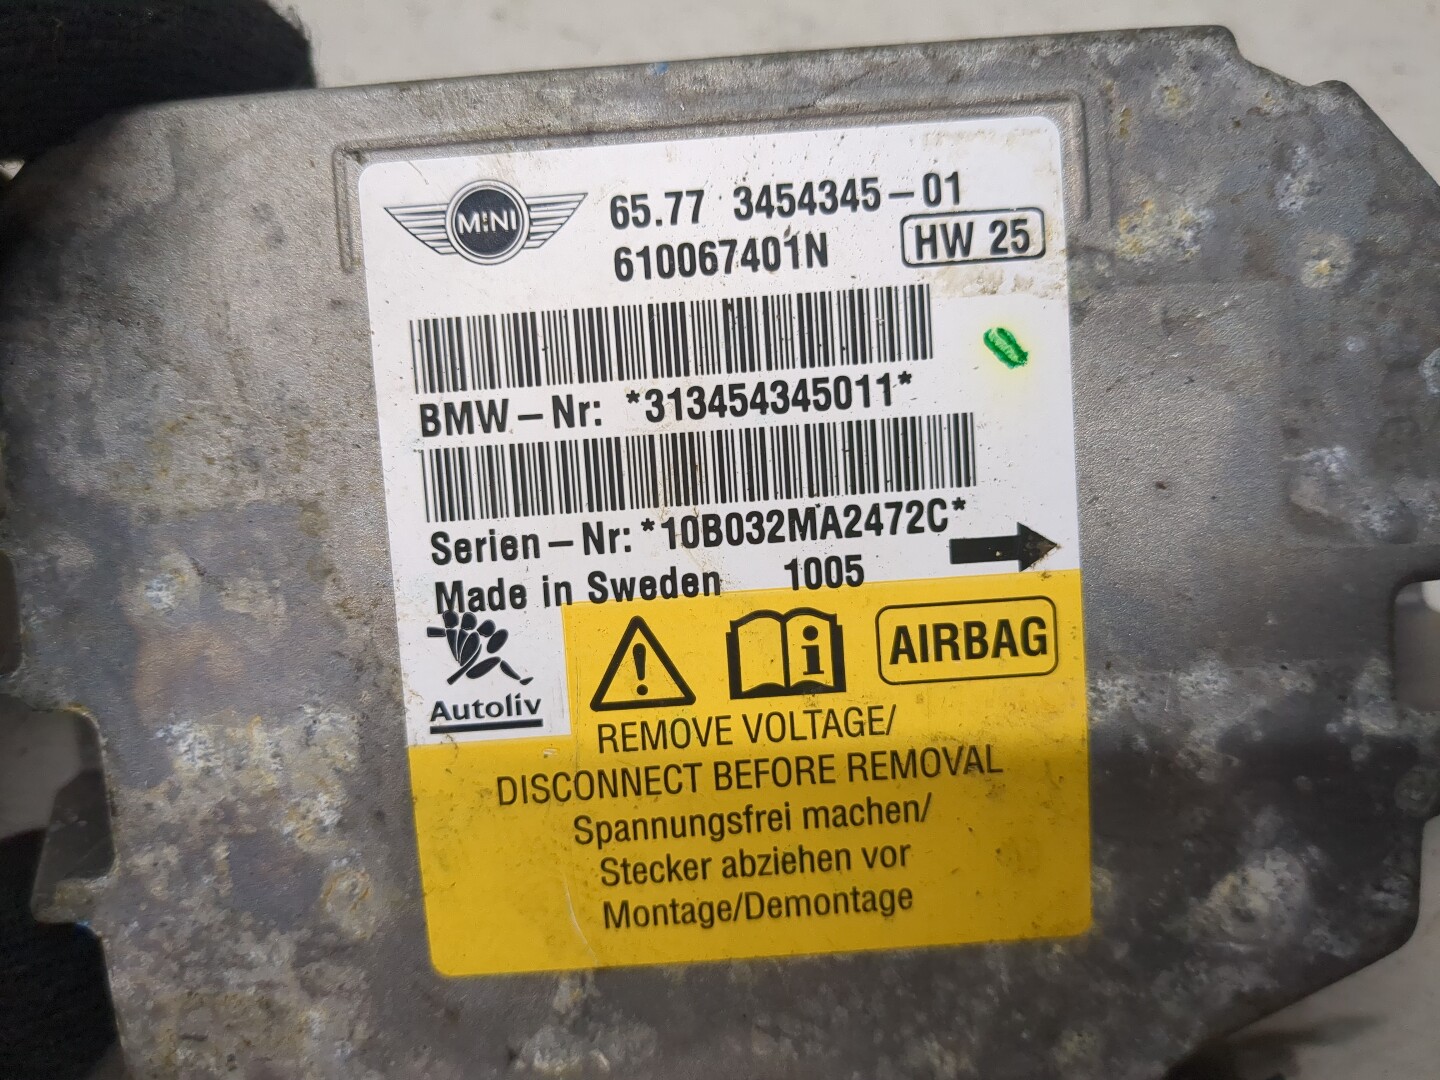 MINI
65.77 3454345-01
610067401N
HW 25
BMW-Nr: *313454345011*
Serien-Nr: *10B032MA2472C*
Made in Sweden 1005
Autoliv
AIRBAG
REMOVE VOLTAGE/
DISCONNECT BEFORE REMOVAL
Spannungsfrei machen/
Stecker abziehen vor
Montage/Demontage